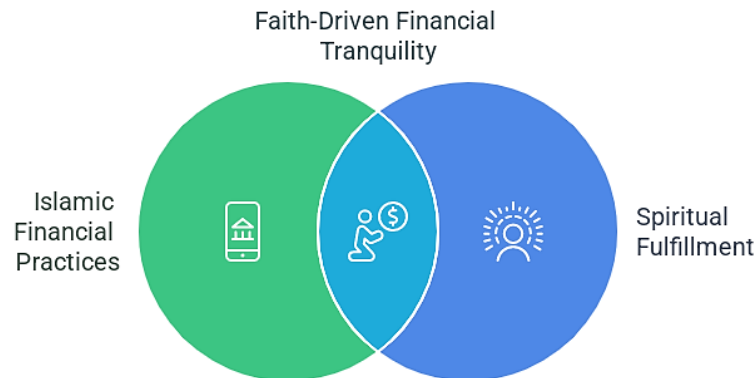 Faith-Driven Financial
Tranquility
Islamic
Financial
Practices
$
Spiritual
Fulfillment